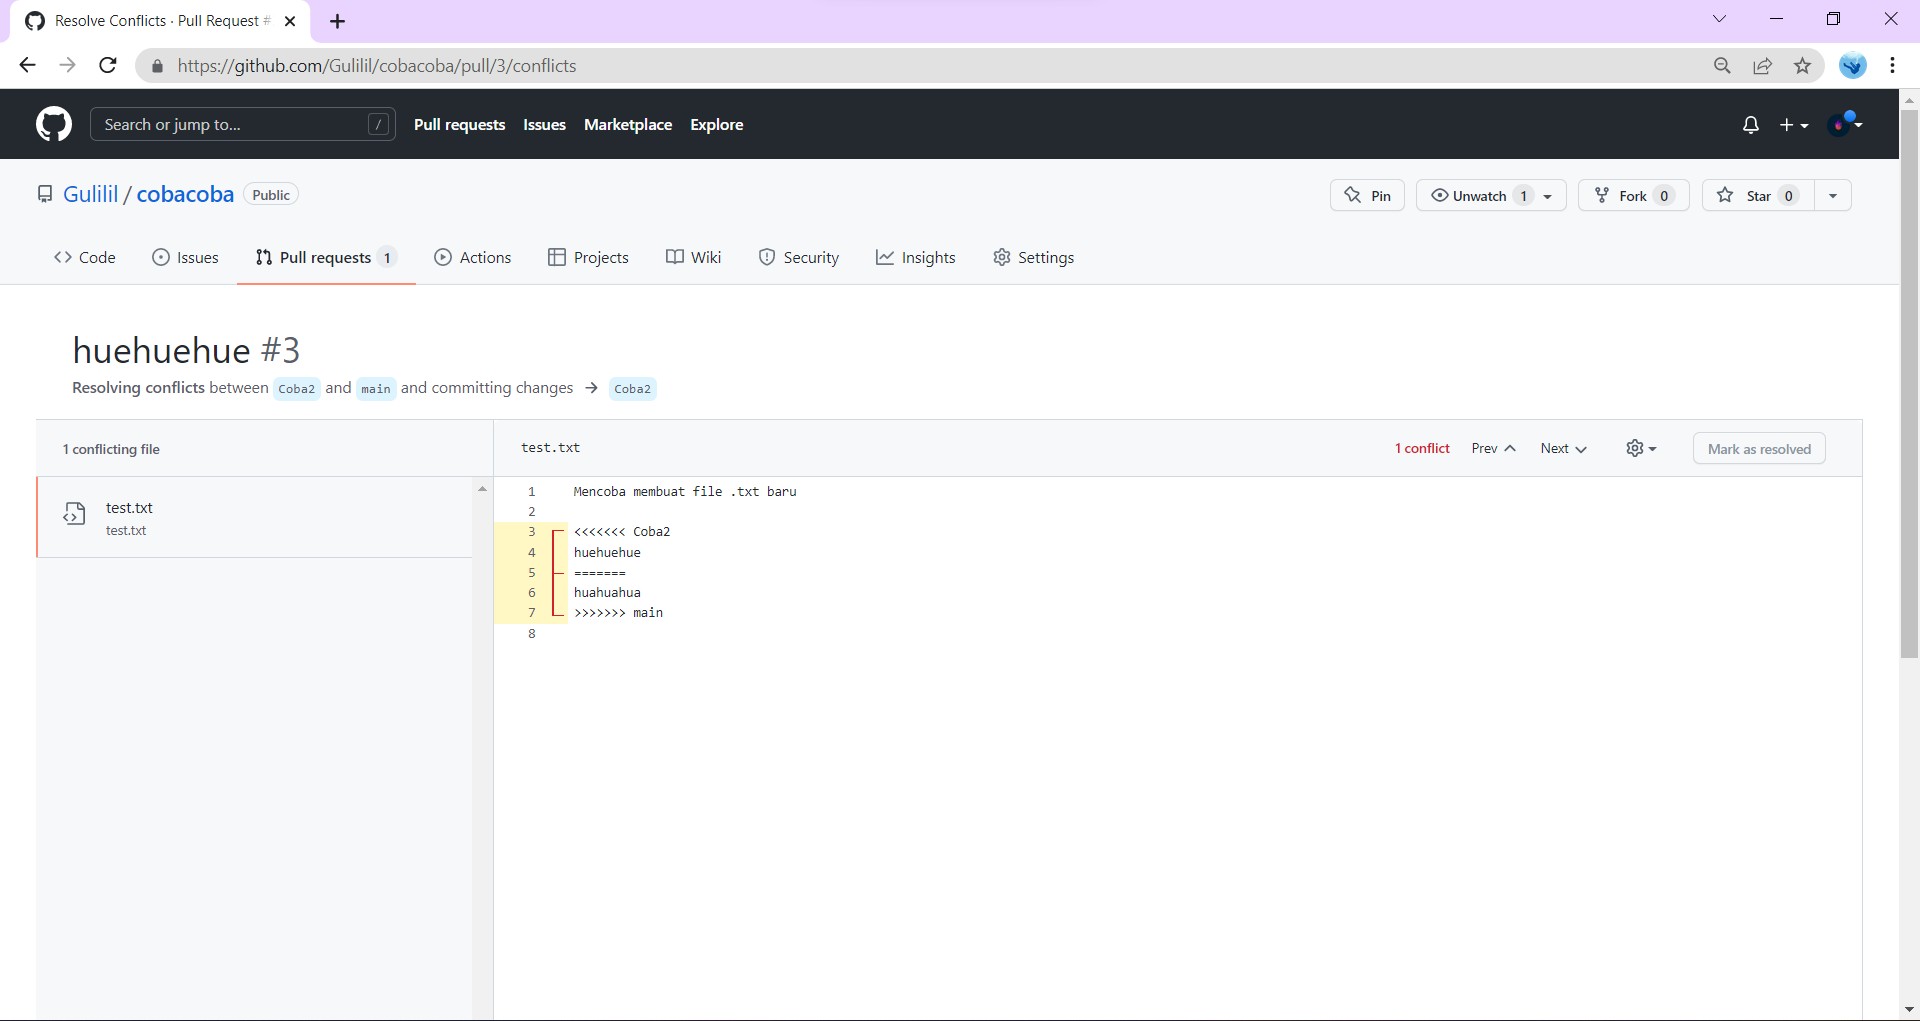 Resolve Conflicts · Pull Request #
https://github.com/Gulilil/cobacoba/pull/3/conflicts
Search or jump to... /
Pull requests Issues Marketplace Explore
Gulilil / cobacoba Public
Pin Unwatch 1 Fork 0 Star 0
Code Issues Pull requests 1 Actions Projects Wiki Security Insights Settings
huehuehue #3
Resolving conflicts between Coba2 and main and committing changes → Coba2
1 conflicting file
test.txt
test.txt
test.txt 1 conflict Prev Next Mark as resolved
1 Mencoba membuat file .txt baru
2
3 <<<<<<< Coba2
4 huehuehue
5 =======
6 huahuahua
7 >>>>>>> main
8